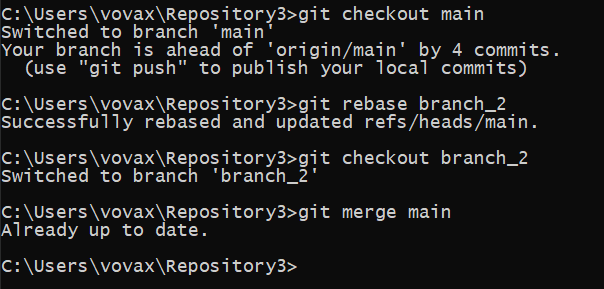 C:\Users\vovax\Repository3>git checkout main
Switched to branch 'main'
Your branch is ahead of 'origin/main' by 4 commits.
  (use "git push" to publish your local commits)
C:\Users\vovax\Repository3>git rebase branch_2
Successfully rebased and updated refs/heads/main.
C:\Users\vovax\Repository3>git checkout branch_2
Switched to branch 'branch_2'
C:\Users\vovax\Repository3>git merge main
Already up to date.
C:\Users\vovax\Repository3>